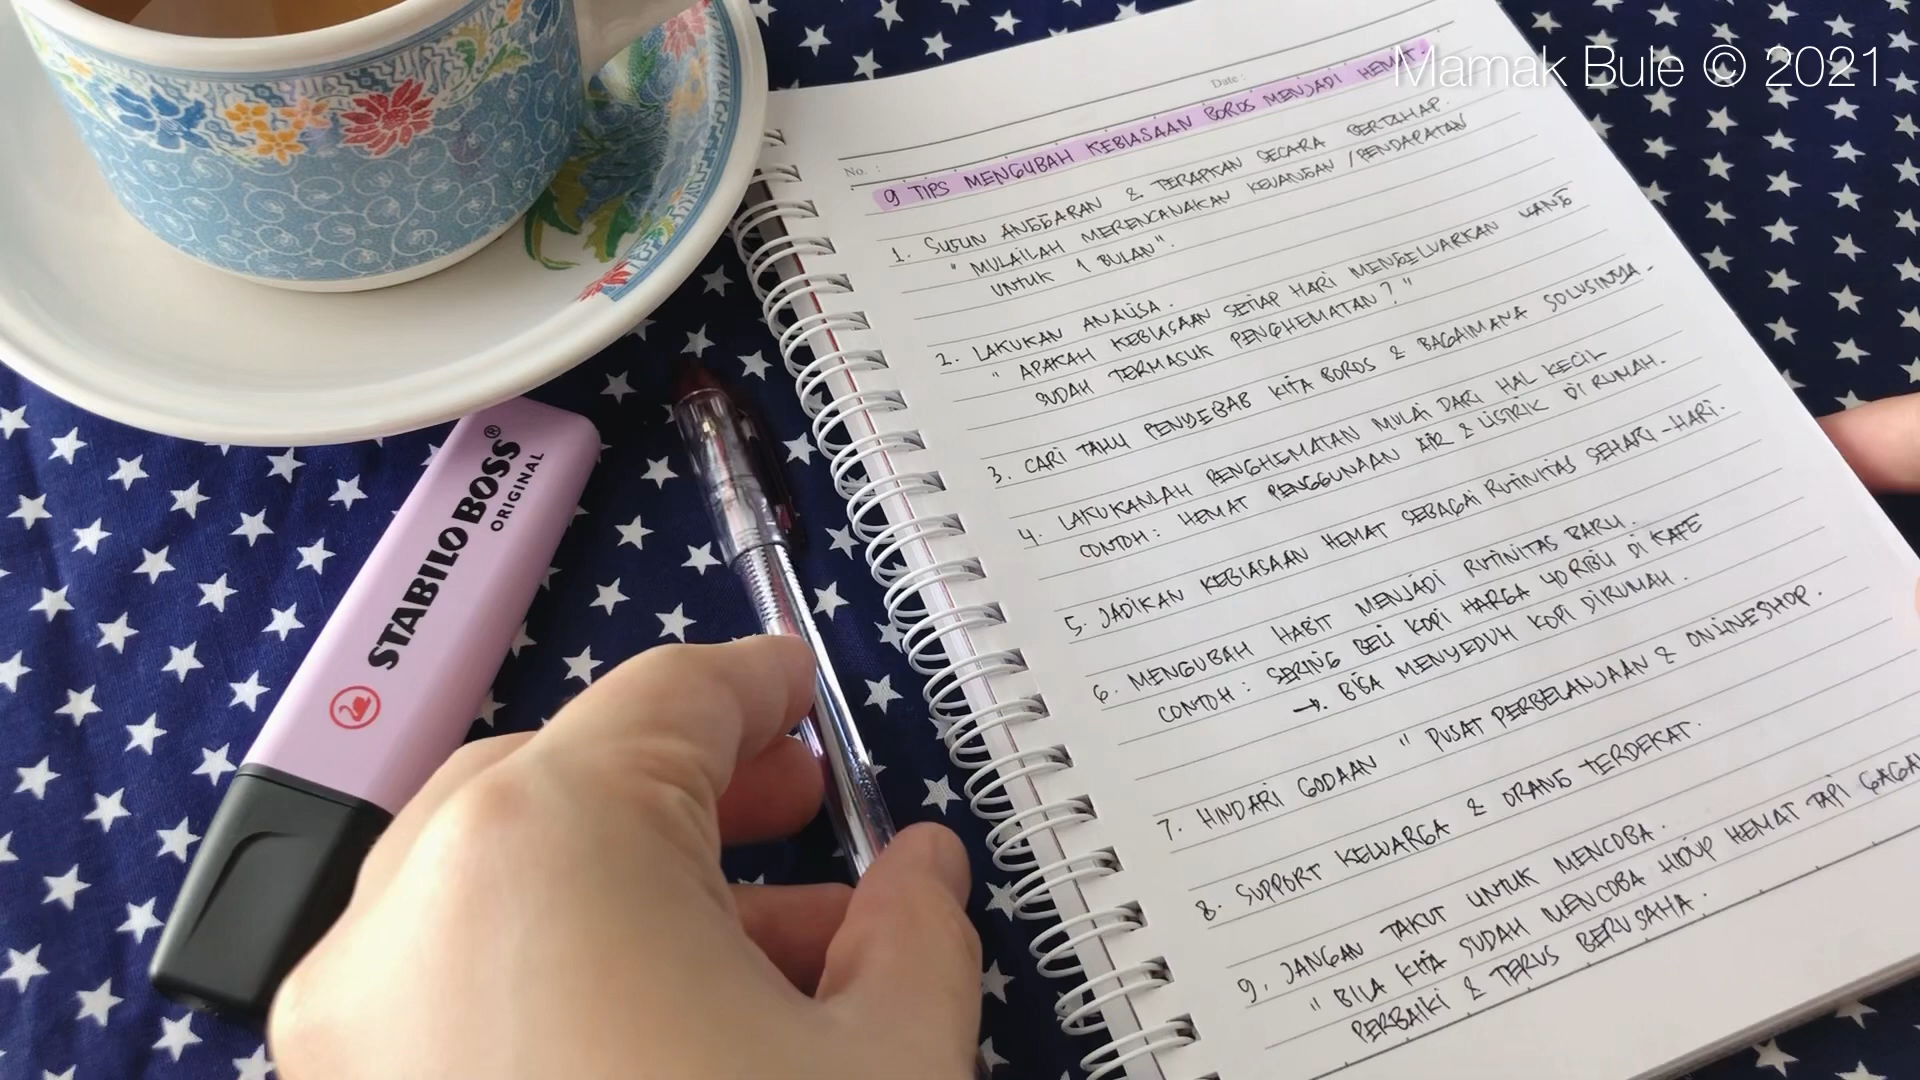 Mamak Bule © 2021
Date :
No. :
9 TIPS MENGUBAH KEBIASAAN BOROS MENJADI HEMAT.
1. SUSUN ANGGARAN & TERAPKAN SECARA BERTAHAP.
" MULAILAH MERENCANAKAN KEUANGAN / PENDAPATAN
UNTUK 1 BULAN".
2. LAKUKAN ANALISA.
" APAKAH KEBIASAAN SETIAP HARI MENGELUARKAN UANG
SUDAH TERMASUK PENGHEMATAN ? "
3. CARI TAHU PENYEBAB KITA BOROS & BAGAIMANA SOLUSINYA.
4. LAKUKANLAH PENGHEMATAN MULAI DARI HAL KECIL
CONTOH : HEMAT PENGGUNAAN AIR & LISTRIK DI RUMAH.
5. JADIKAN KEBIASAAN HEMAT SEBAGAI RUTINITAS SEHARI-HARI.
6. MENGUBAH HABIT MENJADI RUTINITAS BARU.
CONTOH : SERING BELI KOPI HARGA 40 RIBU DI KAFE
→. BISA MENYEDUH KOPI DIRUMAH.
7. HINDARI GODAAN " PUSAT PERBELANJAAN & ONLINESHOP.
8. SUPPORT KELUARGA & ORANG TERDEKAT.
9. JANGAN TAKUT UNTUK MENCOBA.
" BILA KITA SUDAH MENCOBA HIDUP HEMAT TAPI GAGAL
PERBAIKI & TERUS BERUSAHA.
STABILO BOSS®
ORIGINAL